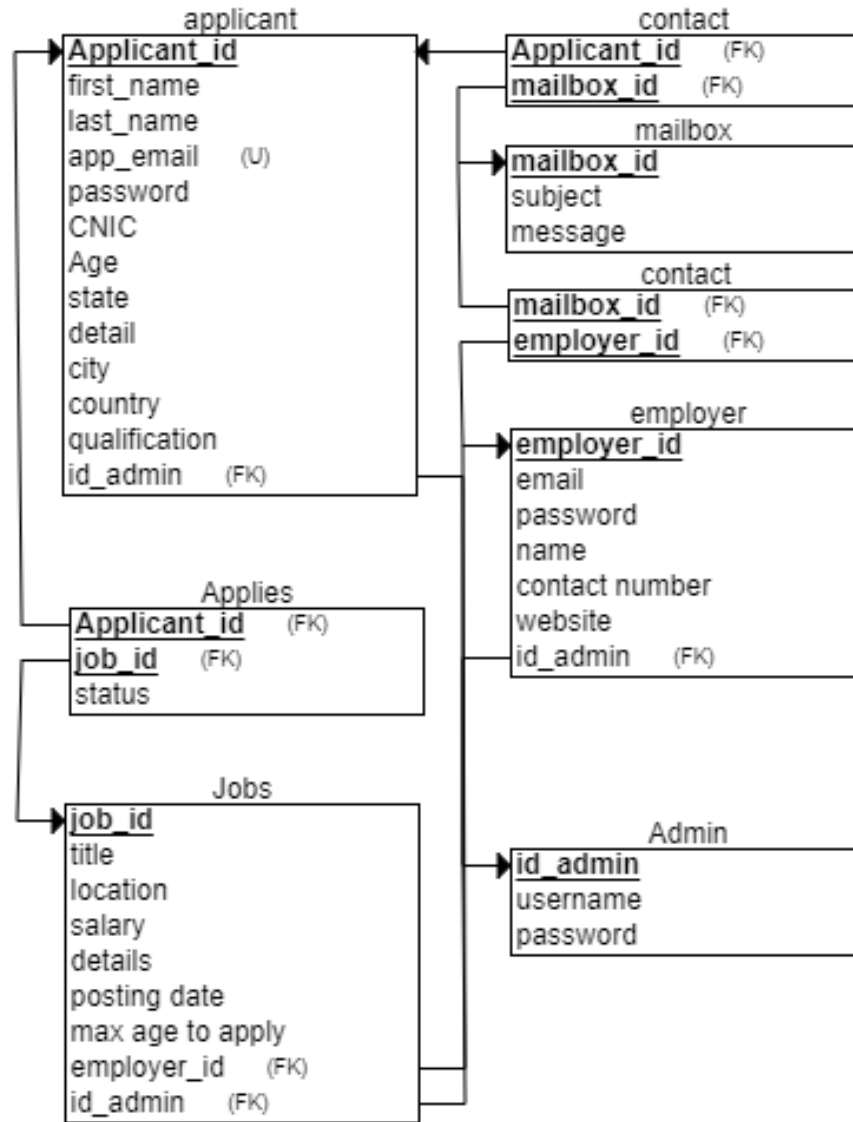 applicant
Applicant_id
first_name
last_name
app_email (U)
password
CNIC
Age
state
detail
city
country
qualification
id_admin (FK)
Applies
Applicant_id (FK)
job_id (FK)
status
Jobs
job_id
title
location
salary
details
posting date
max age to apply
employer_id (FK)
id_admin (FK)
contact
Applicant_id (FK)
mailbox_id (FK)
mailbox
mailbox_id
subject
message
contact
mailbox_id (FK)
employer_id (FK)
employer
employer_id
email
password
name
contact number
website
id_admin (FK)
Admin
id_admin
username
password